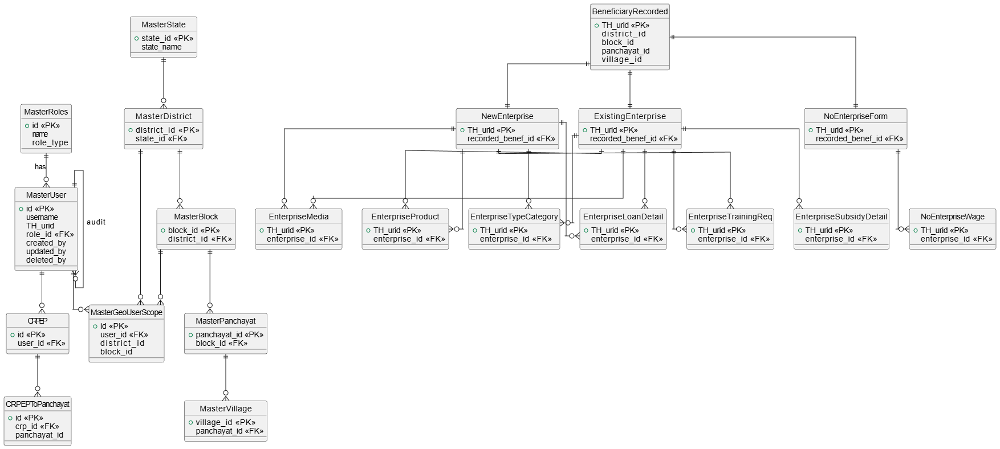 BeneficiaryRecorded
TH_urid «PK»
district_id
block_id
panchayat_id
village_id
MasterState
state_id «PK»
state_name
MasterRoles
id «PK»
name
role_type
MasterDistrict
district_id «PK»
state_id «FK»
NewEnterprise
TH_urid «PK»
recorded_benef_id «FK»
ExistingEnterprise
TH_urid «PK»
recorded_benef_id «FK»
NoEnterpriseForm
TH_urid «PK»
recorded_benef_id «FK»
has
MasterUser
id «PK»
username
TH_urid
role_id «FK»
created_by
updated_by
deleted_by
audit
MasterBlock
block_id «PK»
district_id «FK»
EnterpriseMedia
TH_urid «PK»
enterprise_id «FK»
EnterpriseProduct
TH_urid «PK»
enterprise_id «FK»
EnterpriseTypeCategory
TH_urid «PK»
enterprise_id «FK»
EnterpriseLoanDetail
TH_urid «PK»
enterprise_id «FK»
EnterpriseTrainingReq
TH_urid «PK»
enterprise_id «FK»
EnterpriseSubsidyDetail
TH_urid «PK»
enterprise_id «FK»
NoEnterpriseWage
TH_urid «PK»
enterprise_id «FK»
CRPEP
id «PK»
user_id «FK»
MasterGeoUserScope
id «PK»
user_id «FK»
district_id
block_id
MasterPanchayat
panchayat_id «PK»
block_id «FK»
CRPEPToPanchayat
id «PK»
crp_id «FK»
panchayat_id
MasterVillage
village_id «PK»
panchayat_id «FK»